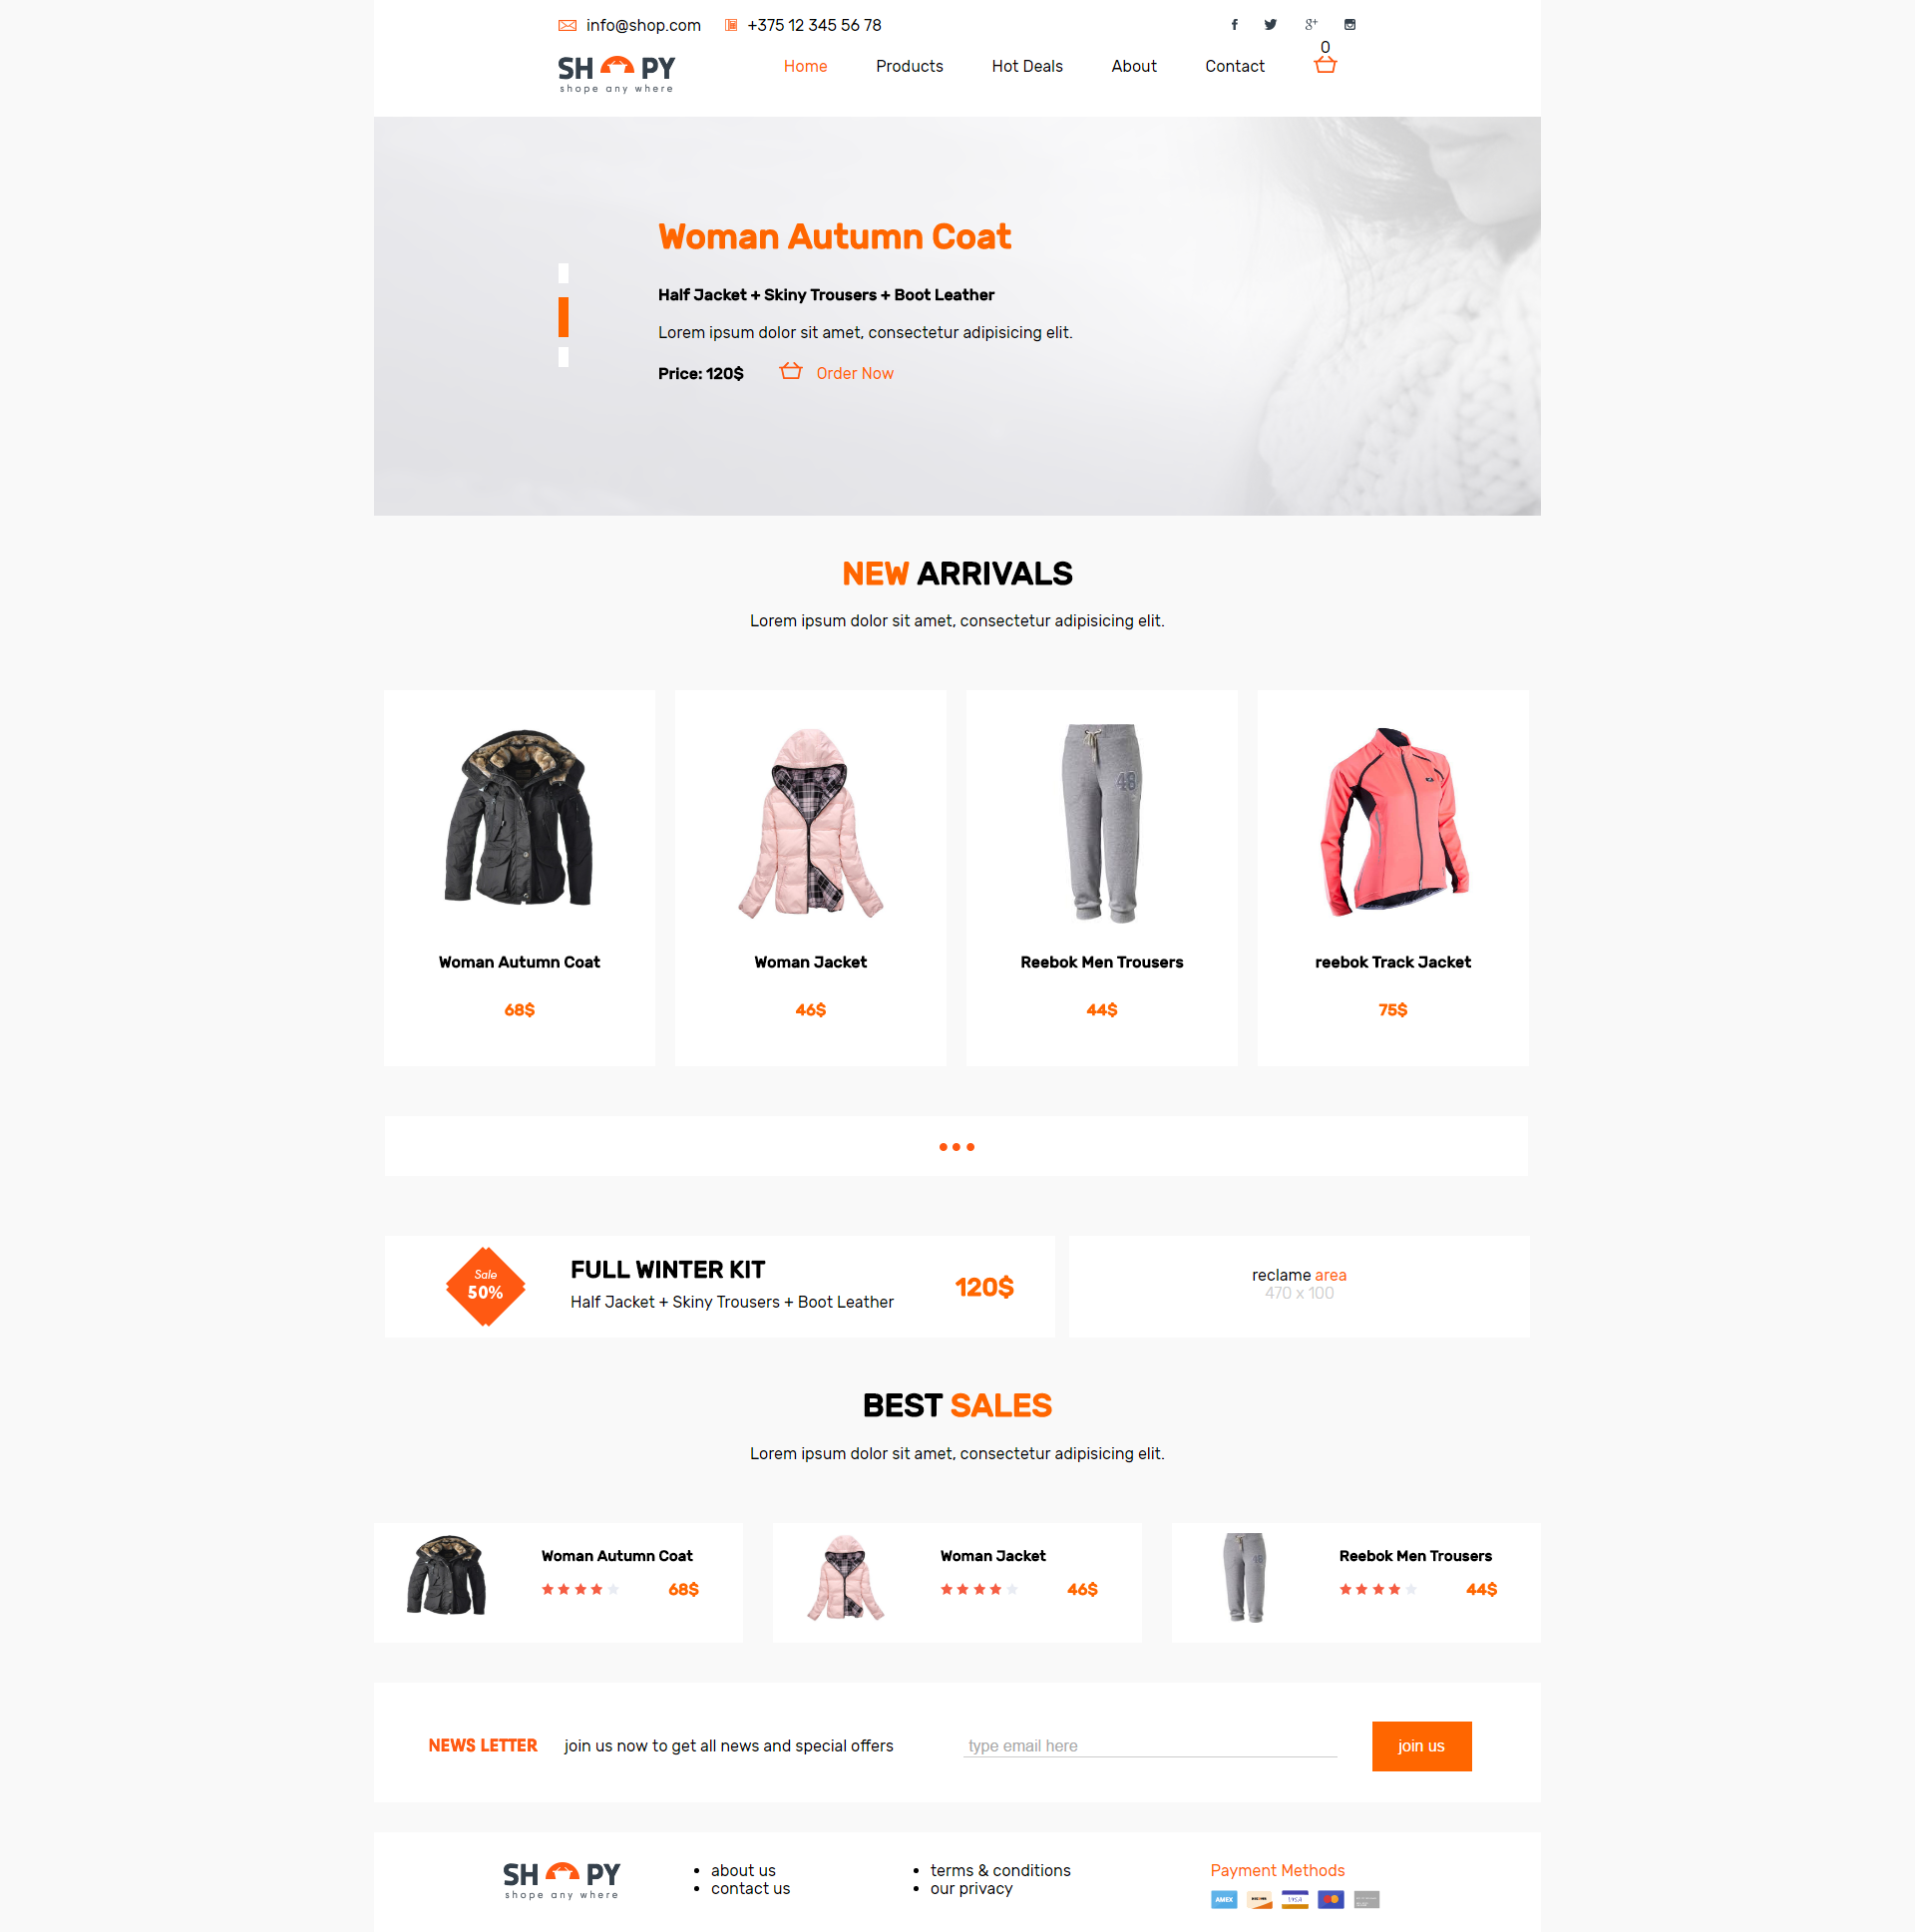 info@shop.com +375 12 345 56 78
0
SH PY
shope any where
Home Products Hot Deals About Contact
Woman Autumn Coat
Half Jacket + Skiny Trousers + Boot Leather
Lorem ipsum dolor sit amet, consectetur adipisicing elit.
Price: 120$ Order Now
NEW ARRIVALS
Lorem ipsum dolor sit amet, consectetur adipisicing elit.
48
Woman Autumn Coat
68$
Woman Jacket
46$
Reebok Men Trousers
44$
reebok Track Jacket
75$
Sale
50%
FULL WINTER KIT
Half Jacket + Skiny Trousers + Boot Leather
120$
reclame area
470 x 100
BEST SALES
Lorem ipsum dolor sit amet, consectetur adipisicing elit.
Woman Autumn Coat
68$
Woman Jacket
46$
48
Reebok Men Trousers
44$
NEWS LETTER join us now to get all news and special offers type email here join us
SH PY
shope any where
about us
contact us
terms & conditions
our privacy
Payment Methods
AMEX DISCOVER VISA